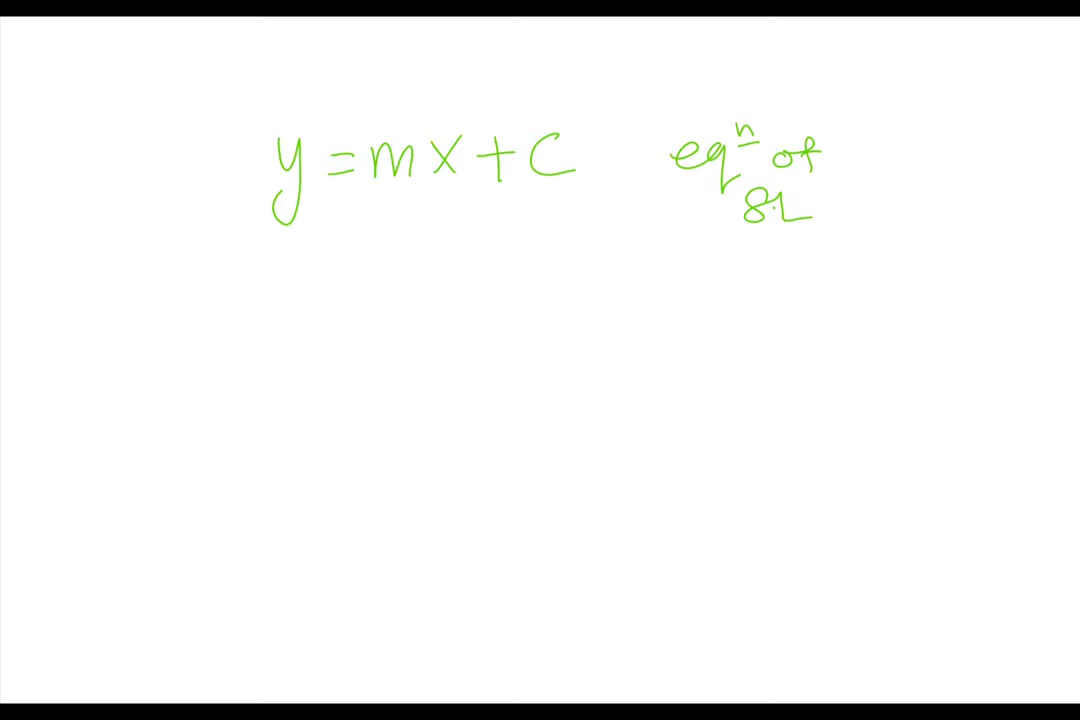 y = mx + c eqⁿ of
SL